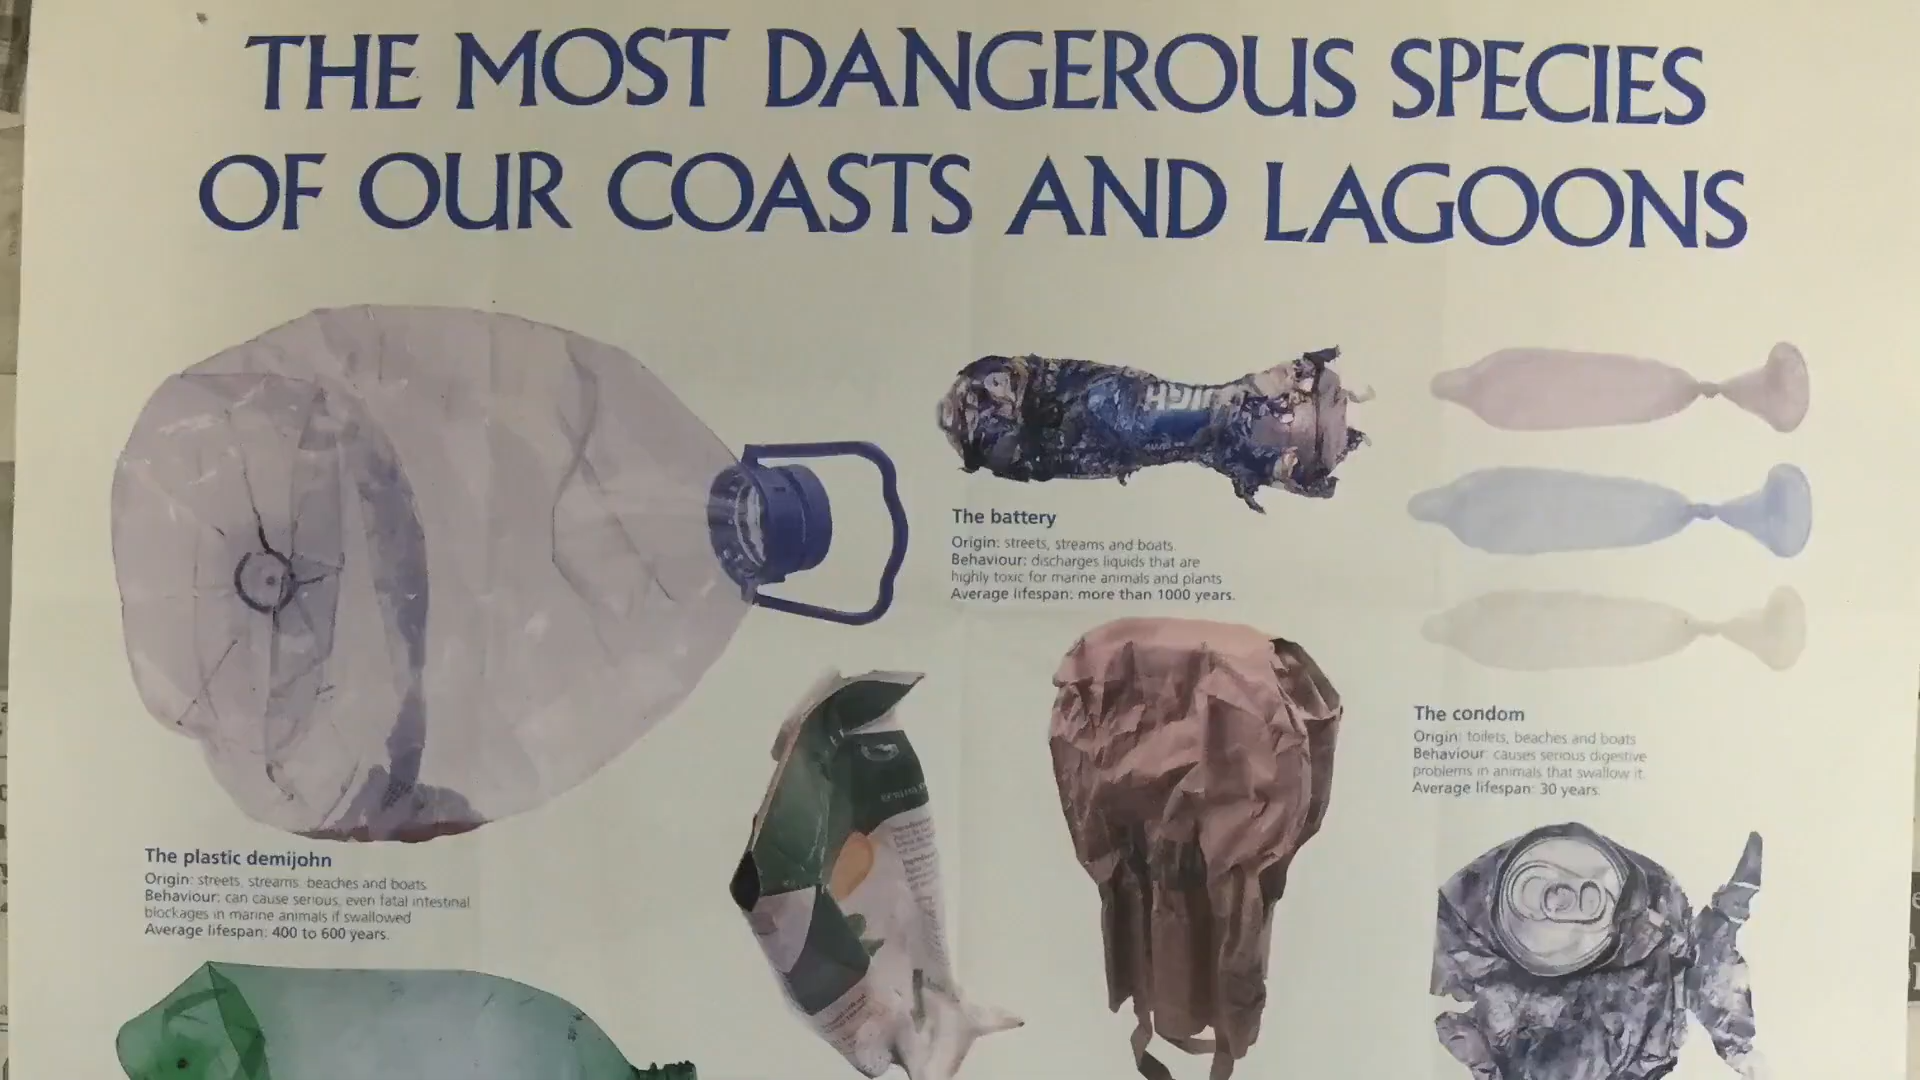 THE MOST DANGEROUS SPECIES
OF OUR COASTS AND LAGOONS
The battery
Origin: streets, streams and boats.
Behaviour: discharges liquids that are
highly toxic for marine animals and plants
Average lifespan: more than 1000 years.
The condom
Origin: toilets, beaches and boats
Behaviour: causes serious digestive
problems in animals that swallow it.
Average lifespan: 30 years.
The plastic demijohn
Origin: streets, streams, beaches and boats.
Behaviour: can cause serious, even fatal intestinal
blockages in marine animals if swallowed
Average lifespan: 400 to 600 years.